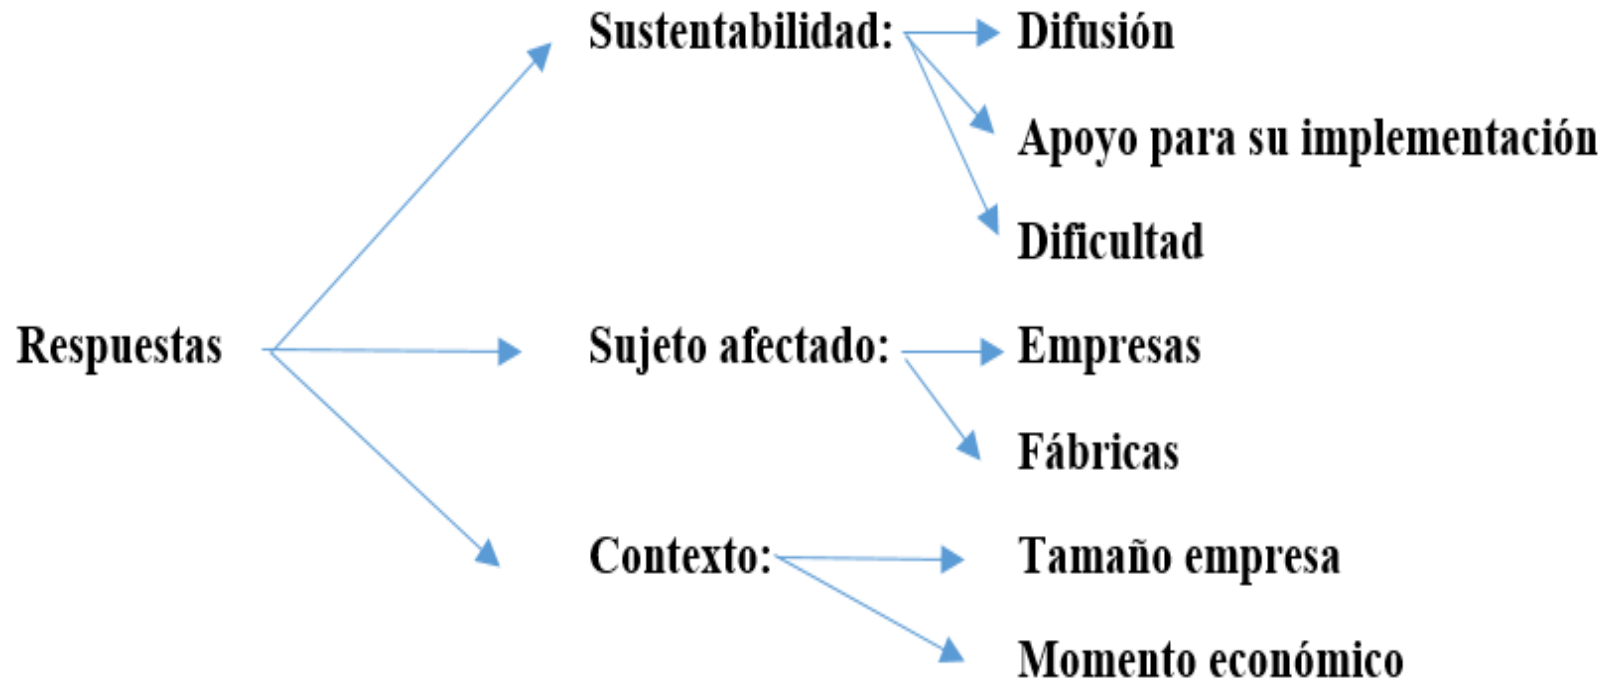 Sustentabilidad: Difusión
Apoyo para su implementación
Dificultad
Respuestas Sujeto afectado: Empresas
Fábricas
Contexto: Tamaño empresa
Momento económico